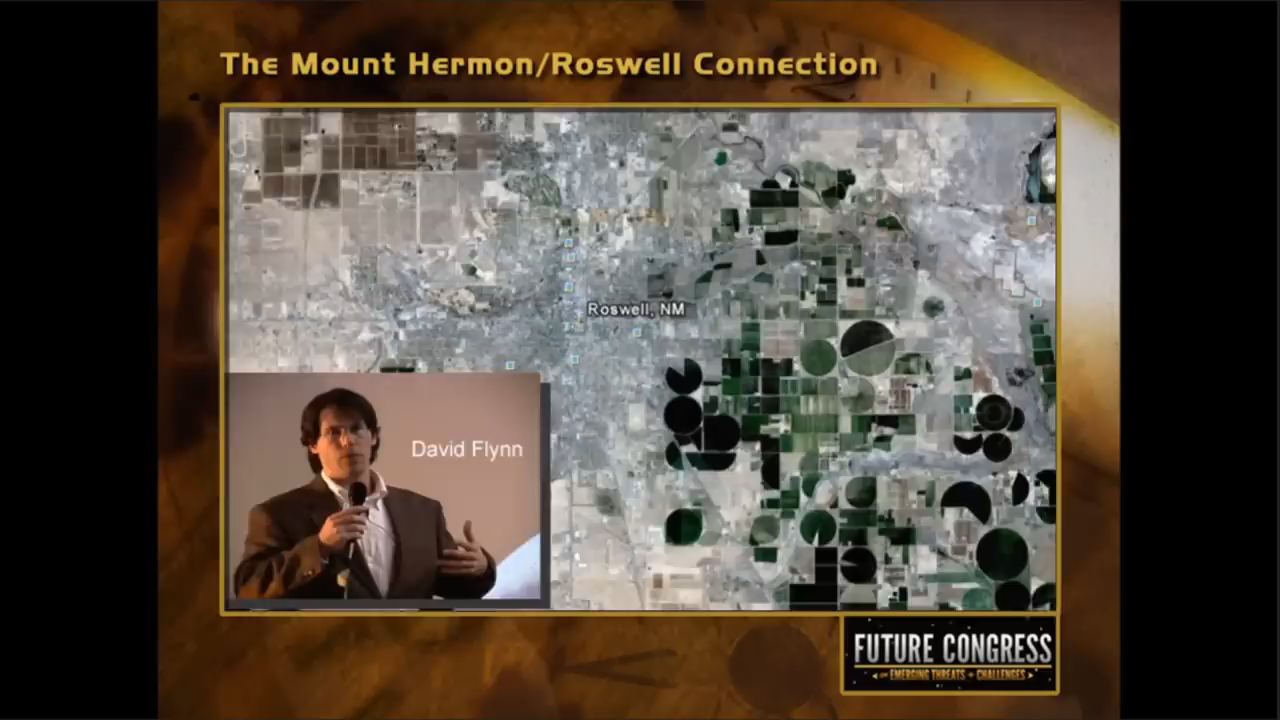 The Mount Hermon/Roswell Connection
Roswell, NM
David Flynn
FUTURE CONGRESS
EMERGING THREATS + CHALLENGES